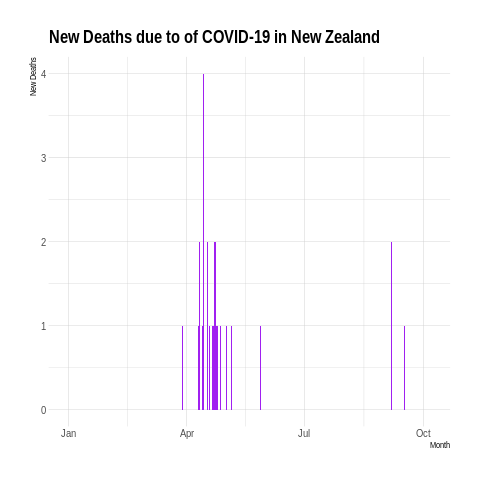 New Deaths due to of COVID-19 in New Zealand
New Deaths
4
3
2
1
0
Jan Apr Jul Oct
Month